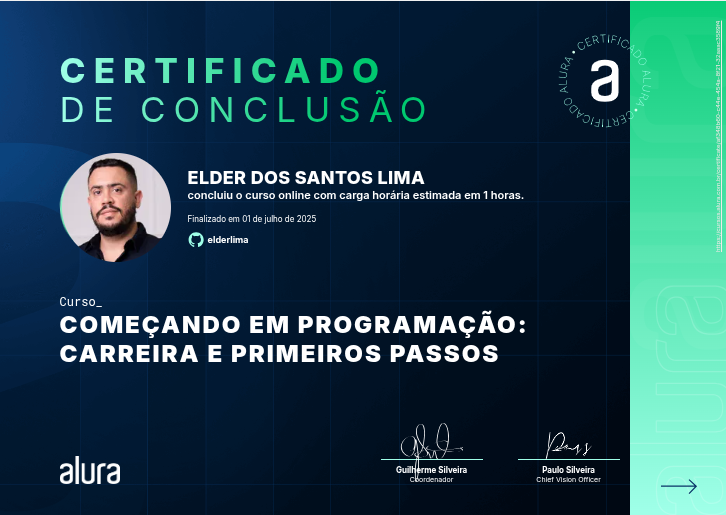 CERTIFICADO
DE CONCLUSÃO
CERTIFICADO ALURA • CERTIFICADO ALURA •
a
ELDER DOS SANTOS LIMA
concluiu o curso online com carga horária estimada em 1 horas.
Finalizado em 01 de julho de 2025
elderlima
Curso_
COMEÇANDO EM PROGRAMAÇÃO:
CARREIRA E PRIMEIROS PASSOS
alura
Guilherme Silveira
Coordenador
Paulo Silveira
Chief Vision Officer
alura